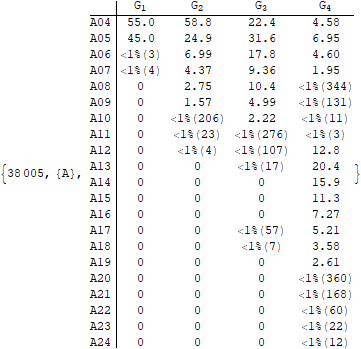 G₁ G₂ G₃ G₄
A04 55.0 58.8 22.4 4.58
A05 45.0 24.9 31.6 6.95
A06 <1%(3) 6.99 17.8 4.60
A07 <1%(4) 4.37 9.36 1.95
A08 0 2.75 10.4 <1%(344)
A09 0 1.57 4.99 <1%(131)
A10 0 <1%(206) 2.22 <1%(11)
A11 0 <1%(23) <1%(276) <1%(3)
A12 0 <1%(4) <1%(107) 12.8
{38005, {A}, A13 0 0 <1%(17) 20.4 }
A14 0 0 0 15.9
A15 0 0 0 11.3
A16 0 0 0 7.27
A17 0 0 <1%(57) 5.21
A18 0 0 <1%(7) 3.58
A19 0 0 0 2.61
A20 0 0 0 <1%(360)
A21 0 0 0 <1%(168)
A22 0 0 0 <1%(60)
A23 0 0 0 <1%(22)
A24 0 0 0 <1%(12)